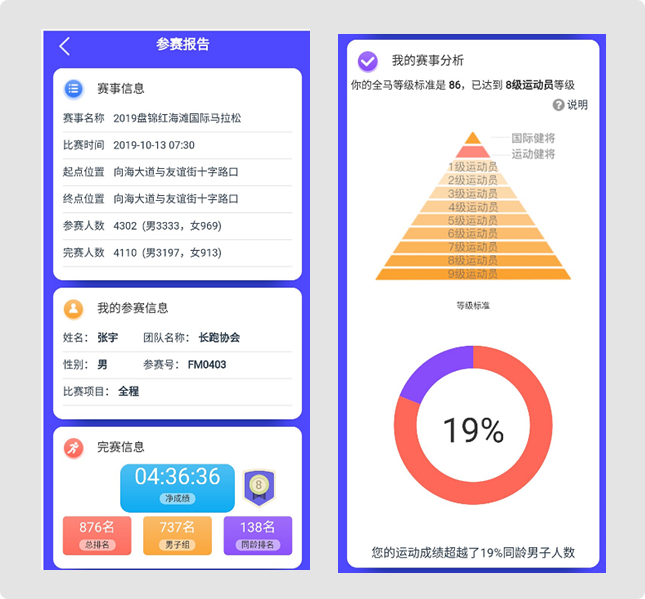 参赛报告
赛事信息
赛事名称 2019盘锦红海滩国际马拉松
比赛时间 2019-10-13 07:30
起点位置 向海大道与友谊街十字路口
终点位置 向海大道与友谊街十字路口
参赛人数 4302 (男3333，女969)
完赛人数 4110 (男3197，女913)
我的参赛信息
姓名： 张宇 团队名称： 长跑协会
性别： 男 参赛号： FM0403
比赛项目： 全程
完赛信息
04:36:36
净成绩
8
876名 737名 138名
总排名 男子组 同龄排名
我的赛事分析
你的全马等级标准是 86，已达到 8级运动员等级
? 说明
国际健将
运动健将
1级运动员
2级运动员
3级运动员
4级运动员
5级运动员
6级运动员
7级运动员
8级运动员
9级运动员
等级标准
19%
您的运动成绩超越了19%同龄男子人数